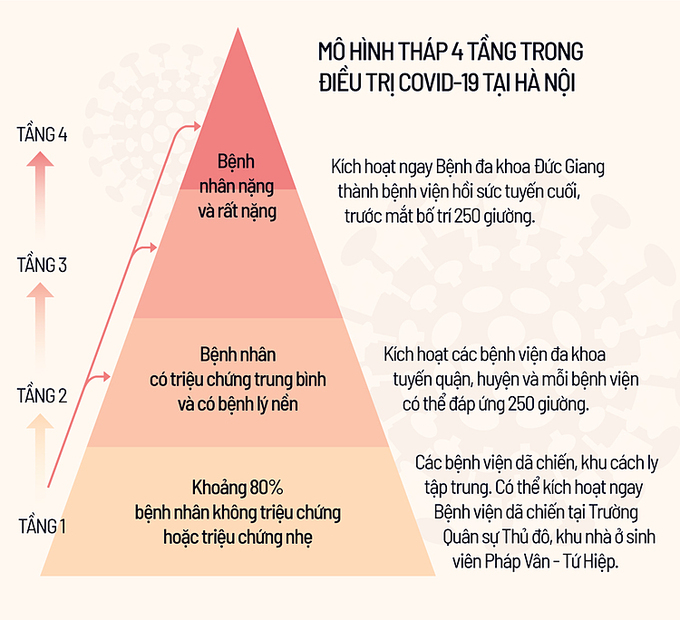 MÔ HÌNH THÁP 4 TẦNG TRONG
ĐIỀU TRỊ COVID-19 TẠI HÀ NỘI
TẦNG 4
Bệnh
nhân nặng
và rất nặng
Kích hoạt ngay Bệnh đa khoa Đức Giang
thành bệnh viện hồi sức tuyến cuối,
trước mắt bố trí 250 giường.
TẦNG 3
TẦNG 2
Bệnh nhân
có triệu chứng trung bình
và có bệnh lý nền
Kích hoạt các bệnh viện đa khoa
tuyến quận, huyện và mỗi bệnh viện
có thể đáp ứng 250 giường.
TẦNG 1
Khoảng 80%
bệnh nhân không triệu chứng
hoặc triệu chứng nhẹ
Các bệnh viện dã chiến, khu cách ly
tập trung. Có thể kích hoạt ngay
Bệnh viện dã chiến tại Trường
Quân sự Thủ đô, khu nhà ở sinh
viên Pháp Vân - Tứ Hiệp.